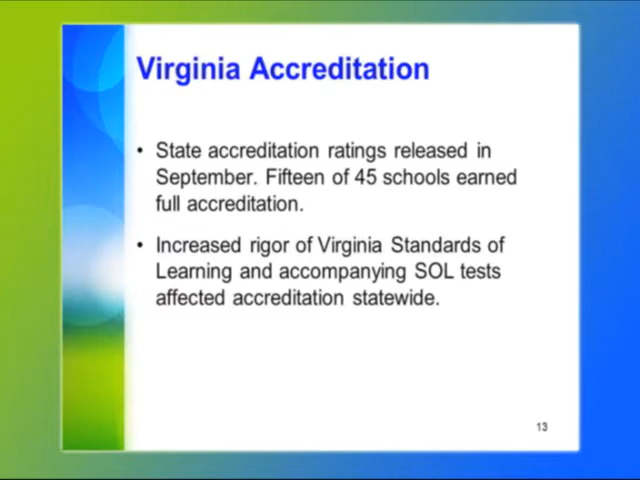 Virginia Accreditation
• State accreditation ratings released in
September. Fifteen of 45 schools earned
full accreditation.
• Increased rigor of Virginia Standards of
Learning and accompanying SOL tests
affected accreditation statewide.
13